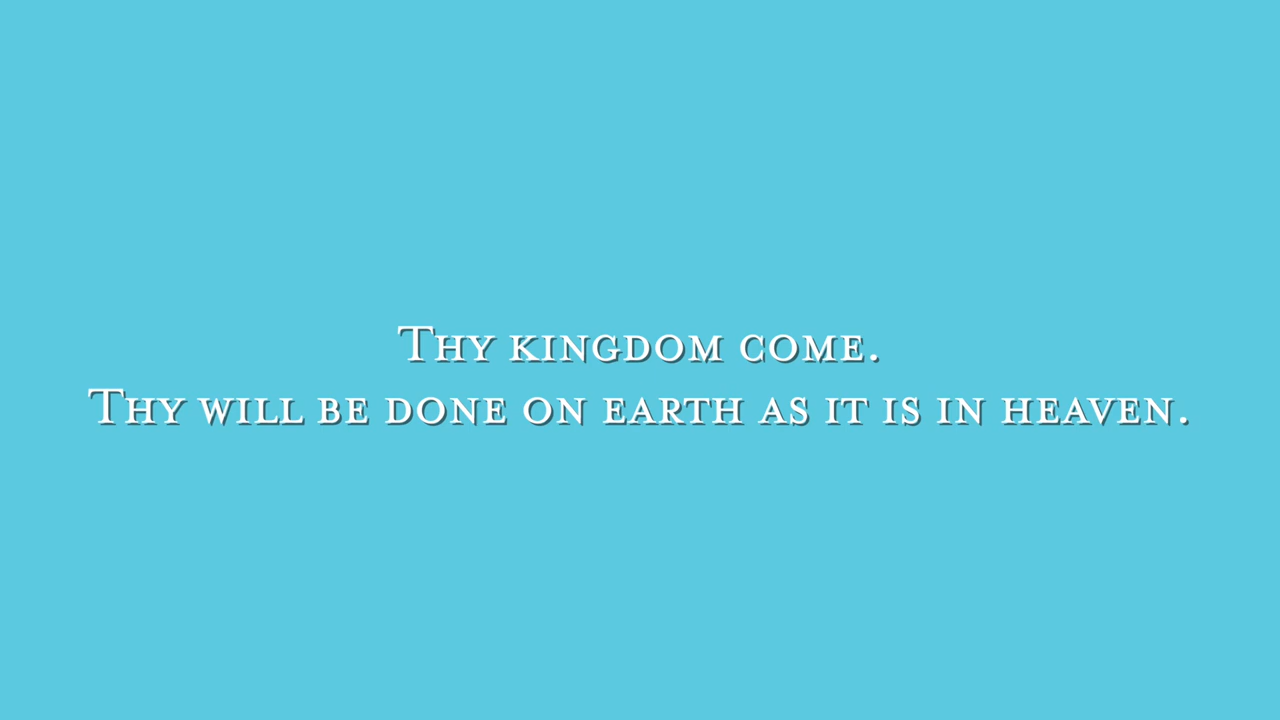 Thy kingdom come.
Thy will be done on earth as it is in heaven.